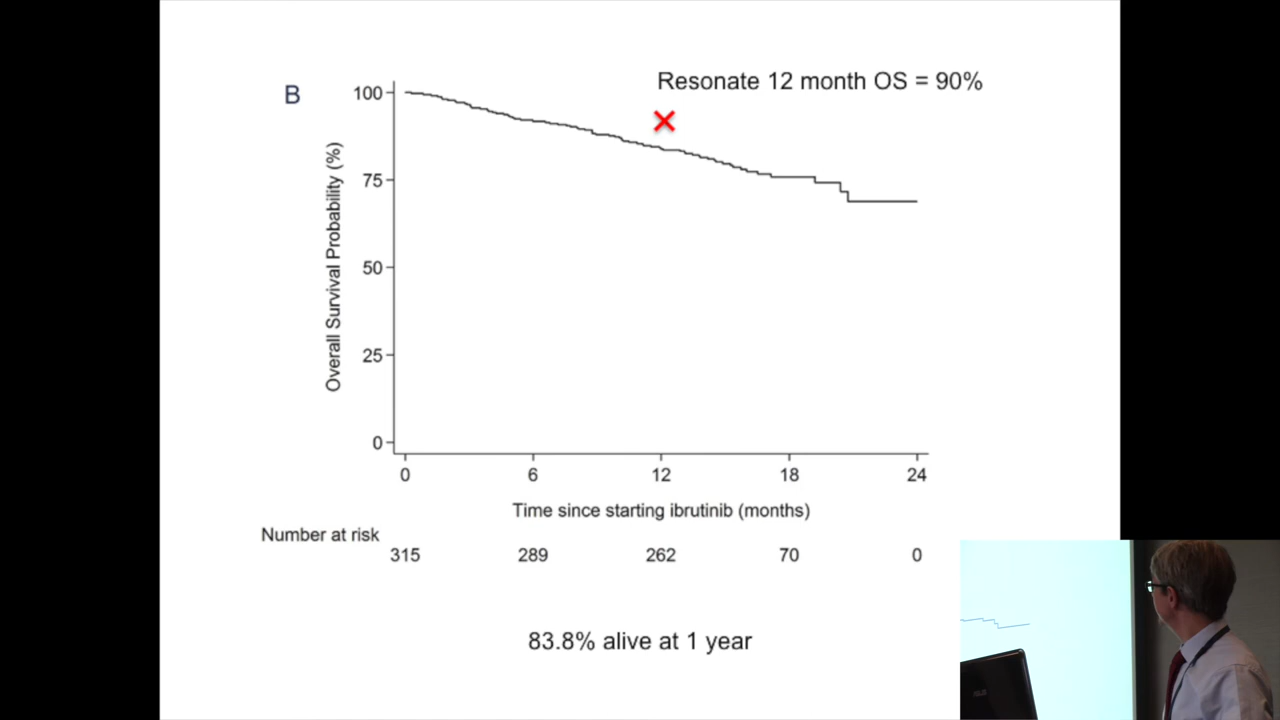 Resonate 12 month OS = 90%
B
100
75
50
25
0
Overall Survival Probability (%)
0 6 12 18 24
Time since starting ibrutinib (months)
Number at risk
315 289 262 70 0
83.8% alive at 1 year